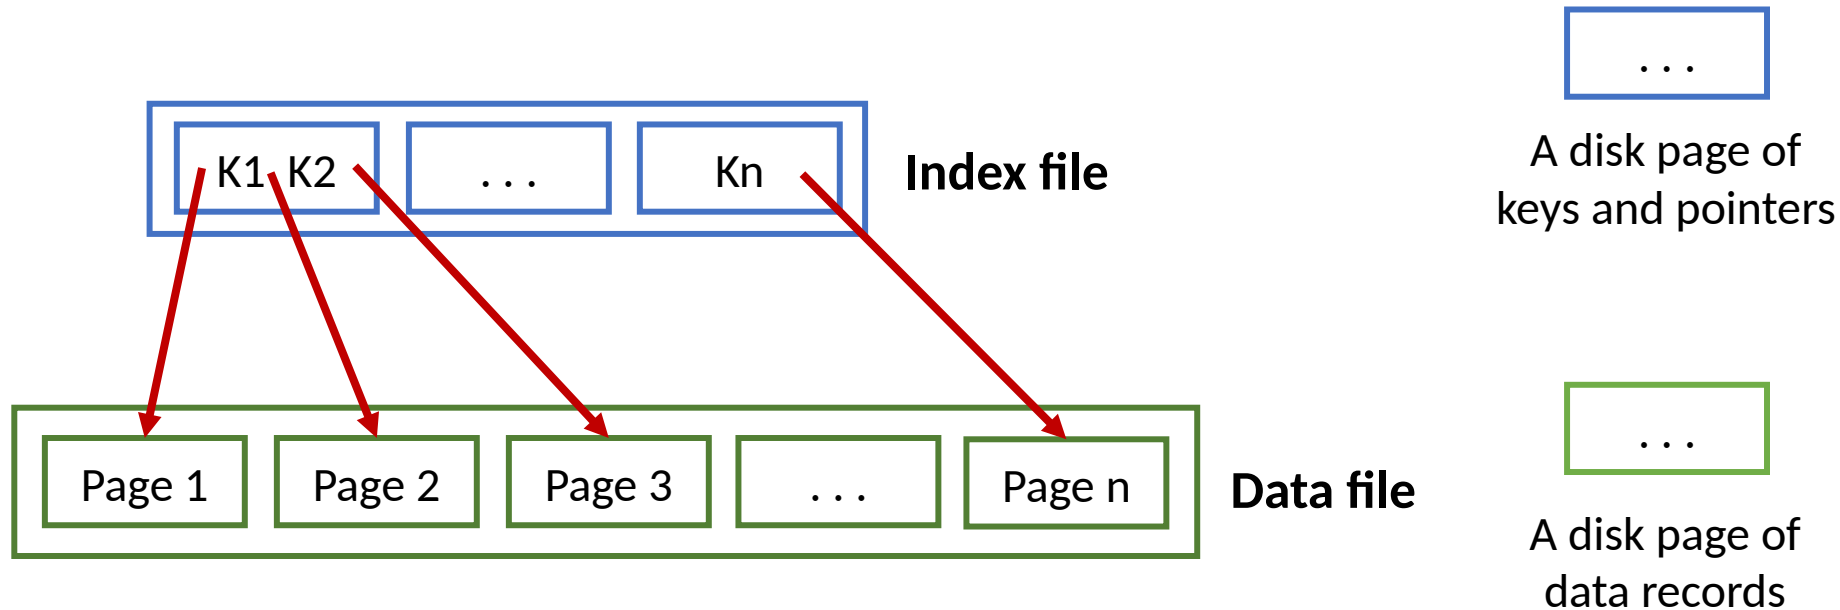 . . .
A disk page of
keys and pointers
K1 K2
. . .
Kn
Index file
Page 1
Page 2
Page 3
. . .
Page n
Data file
. . .
A disk page of
data records